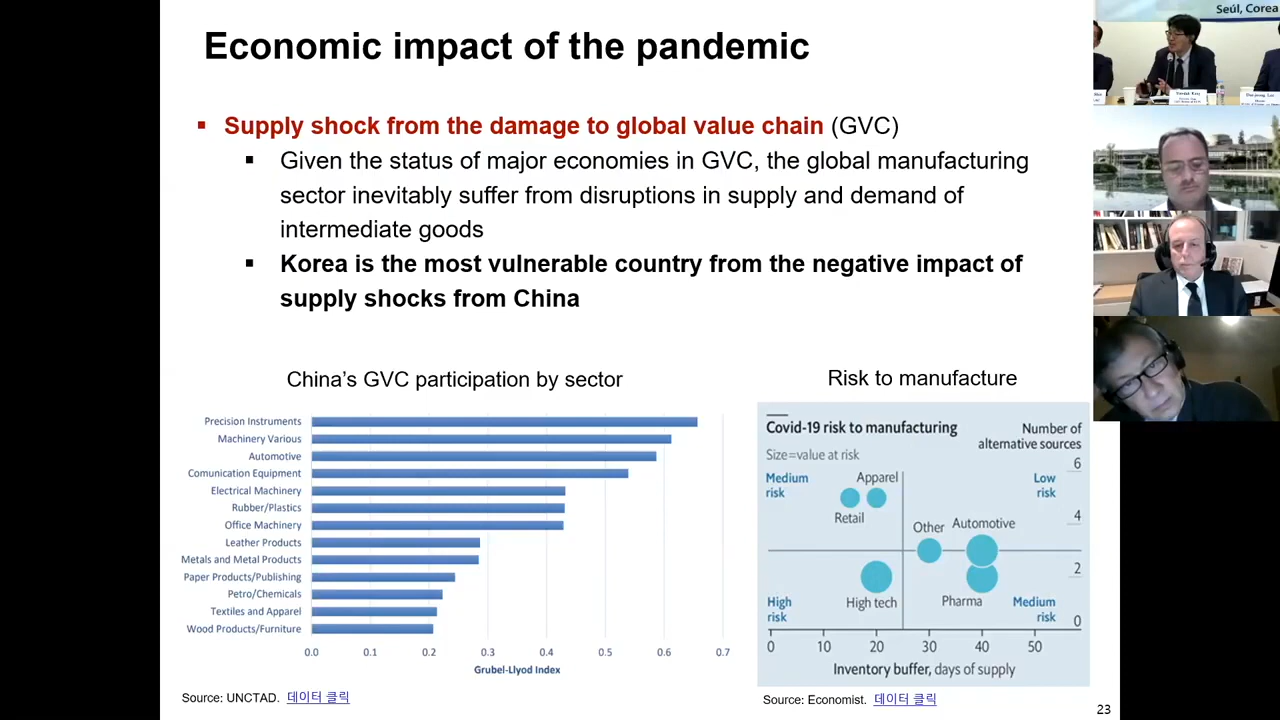 Economic impact of the pandemic
Seúl, Corea
▪ Supply shock from the damage to global value chain (GVC)
▪ Given the status of major economies in GVC, the global manufacturing
sector inevitably suffer from disruptions in supply and demand of
intermediate goods
▪ Korea is the most vulnerable country from the negative impact of
supply shocks from China
China's GVC participation by sector
Precision Instruments
Machinery Various
Automotive
Comunication Equipment
Electrical Machinery
Rubber/Plastics
Office Machinery
Leather Products
Metals and Metal Products
Paper Products/Publishing
Petro/Chemicals
Textiles and Apparel
Wood Products/Furniture
0.0 0.1 0.2 0.3 0.4 0.5 0.6 0.7
Grubel-Llyod Index
Source: UNCTAD. 데이터 클릭
Risk to manufacture
Covid-19 risk to manufacturing
Size=value at risk
Number of
alternative sources
Medium
risk
Apparel
Retail
Low
risk
6
4
2
0
Other
Automotive
High
risk
High tech
Pharma
Medium
risk
0 10 20 30 40 50
Inventory buffer, days of supply
Source: Economist. 데이터 클릭
23